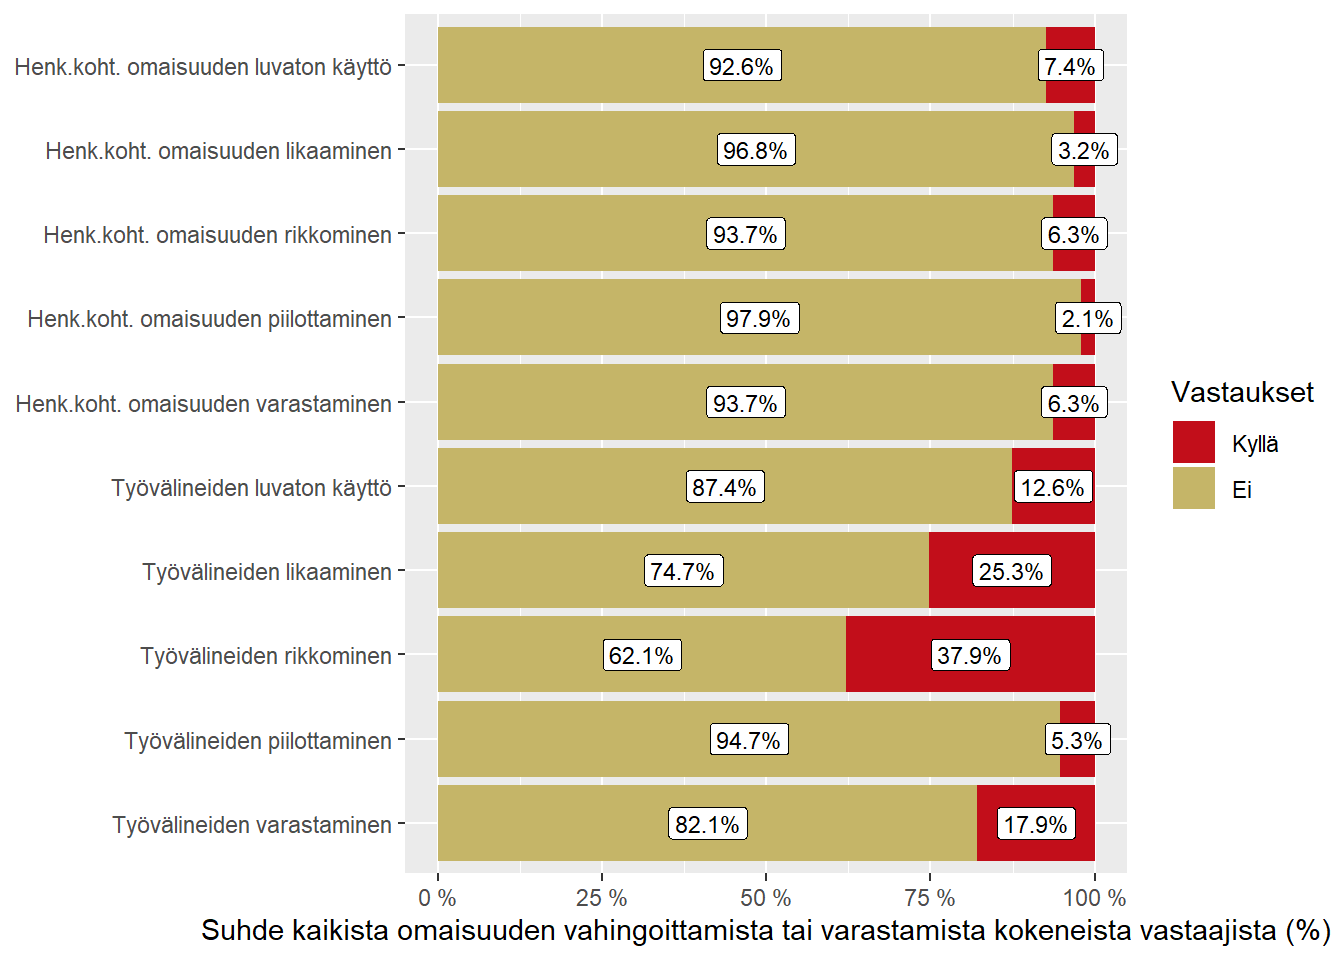 Henk.koht. omaisuuden luvaton käyttö 92.6% 7.4%
Henk.koht. omaisuuden likaaminen 96.8% 3.2%
Henk.koht. omaisuuden rikkominen 93.7% 6.3%
Henk.koht. omaisuuden piilottaminen 97.9% 2.1%
Henk.koht. omaisuuden varastaminen 93.7% 6.3%
Työvälineiden luvaton käyttö 87.4% 12.6%
Työvälineiden likaaminen 74.7% 25.3%
Työvälineiden rikkominen 62.1% 37.9%
Työvälineiden piilottaminen 94.7% 5.3%
Työvälineiden varastaminen 82.1% 17.9%
0 % 25 % 50 % 75 % 100 %
Suhde kaikista omaisuuden vahingoittamista tai varastamista kokeneista vastaajista (%)
Vastaukset
Kyllä
Ei